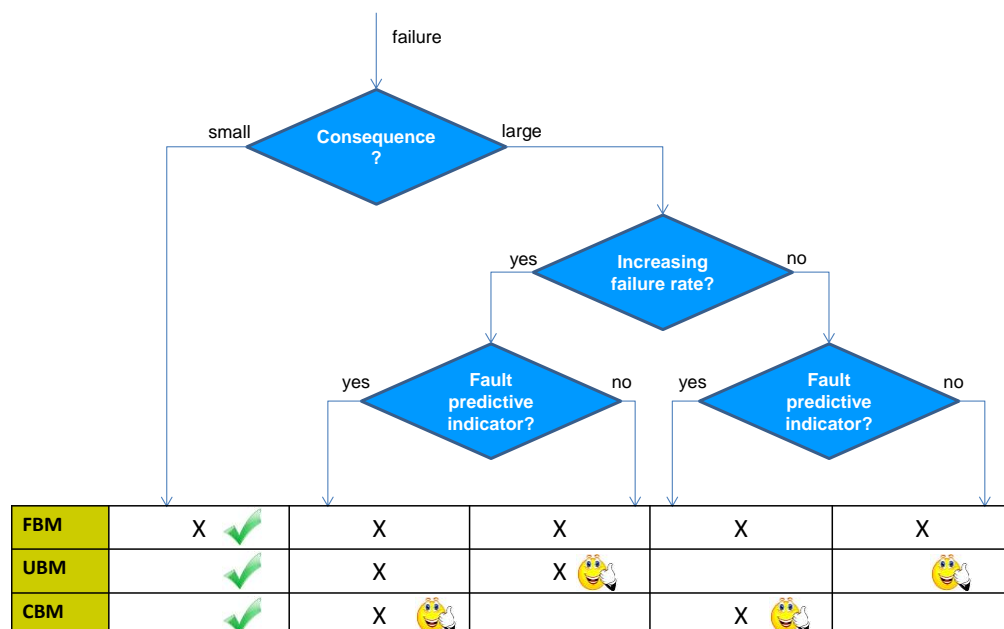 failure
small
Consequence
?
large
yes
Increasing
failure rate?
no
yes
Fault
predictive
indicator?
no
yes
Fault
predictive
indicator?
no
FBM X X X X X
UBM X X
CBM X X